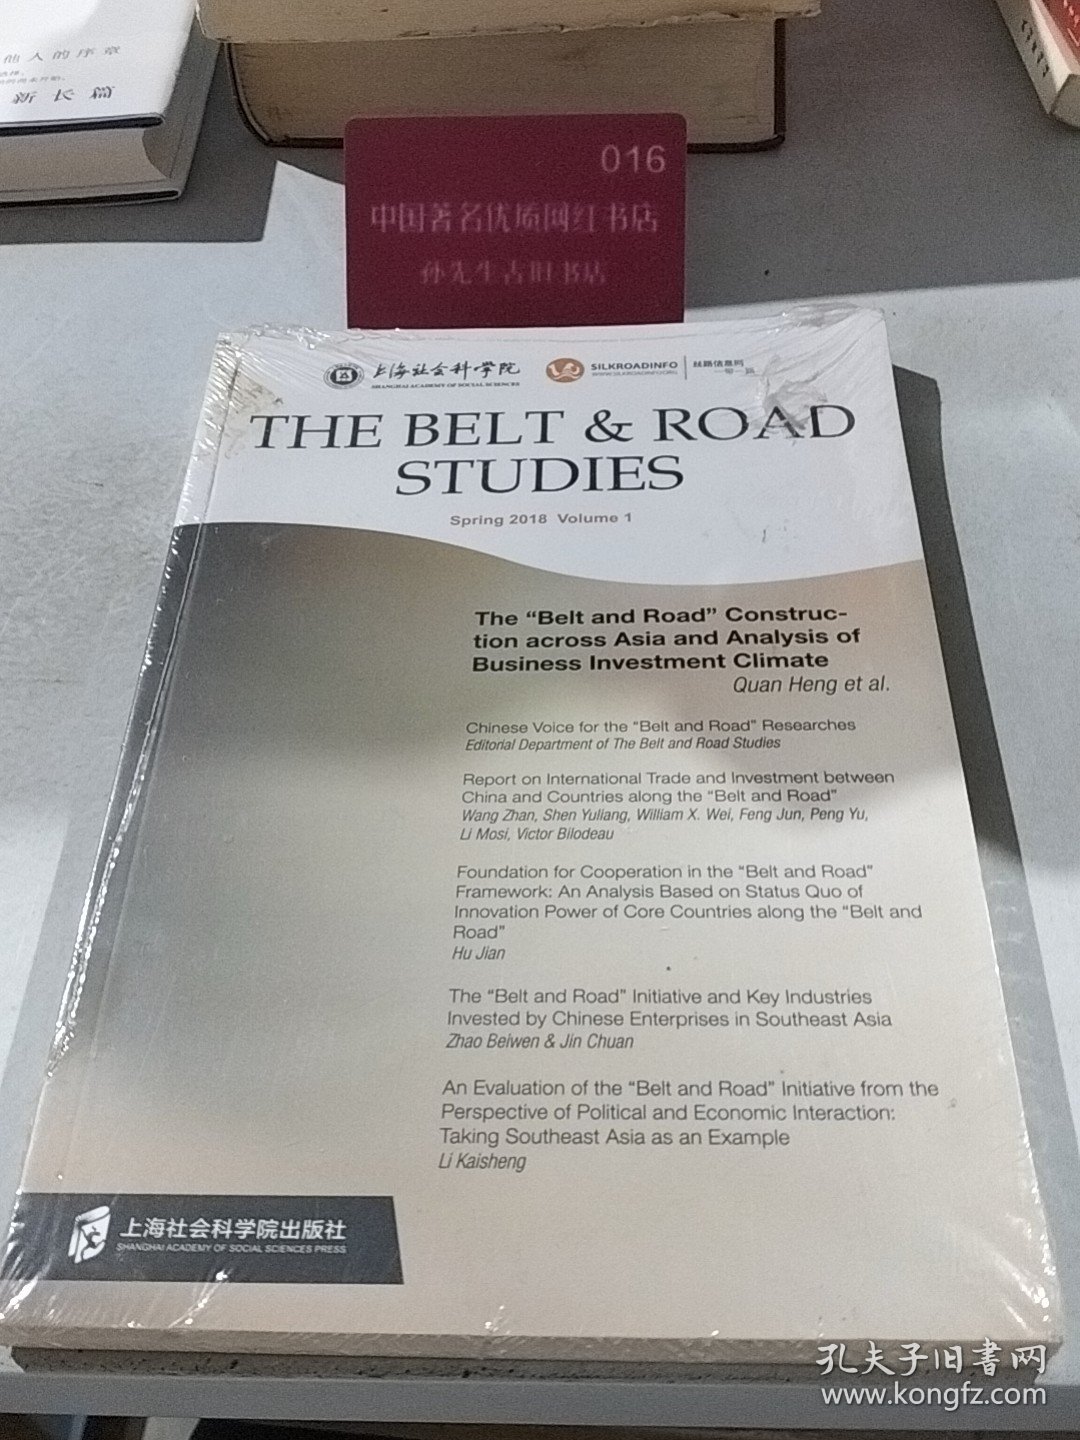 他人的序章
新长篇
016
中国著名优质网红书店
孙先生古旧书店
上海社会科学院
SHANGHAI ACADEMY OF SOCIAL SCIENCES
SILKROADINFO
WWW.SILKROADINFO.ORG
丝路信息网
一带一路
THE BELT & ROAD
STUDIES
Spring 2018 Volume 1
The “Belt and Road” Construc-
tion across Asia and Analysis of
Business Investment Climate
Quan Heng et al.
Chinese Voice for the “Belt and Road” Researches
Editorial Department of The Belt and Road Studies
Report on International Trade and Investment between
China and Countries along the “Belt and Road”
Wang Zhan, Shen Yuliang, William X. Wei, Feng Jun, Peng Yu,
Li Mosi, Victor Bilodeau
Foundation for Cooperation in the “Belt and Road”
Framework: An Analysis Based on Status Quo of
Innovation Power of Core Countries along the “Belt and
Road”
Hu Jian
The “Belt and Road” Initiative and Key Industries
Invested by Chinese Enterprises in Southeast Asia
Zhao Beiwen & Jin Chuan
An Evaluation of the “Belt and Road” Initiative from the
Perspective of Political and Economic Interaction:
Taking Southeast Asia as an Example
Li Kaisheng
上海社会科学院出版社
SHANGHAI ACADEMY OF SOCIAL SCIENCES PRESS
孔夫子旧書网
www.kongfz.com